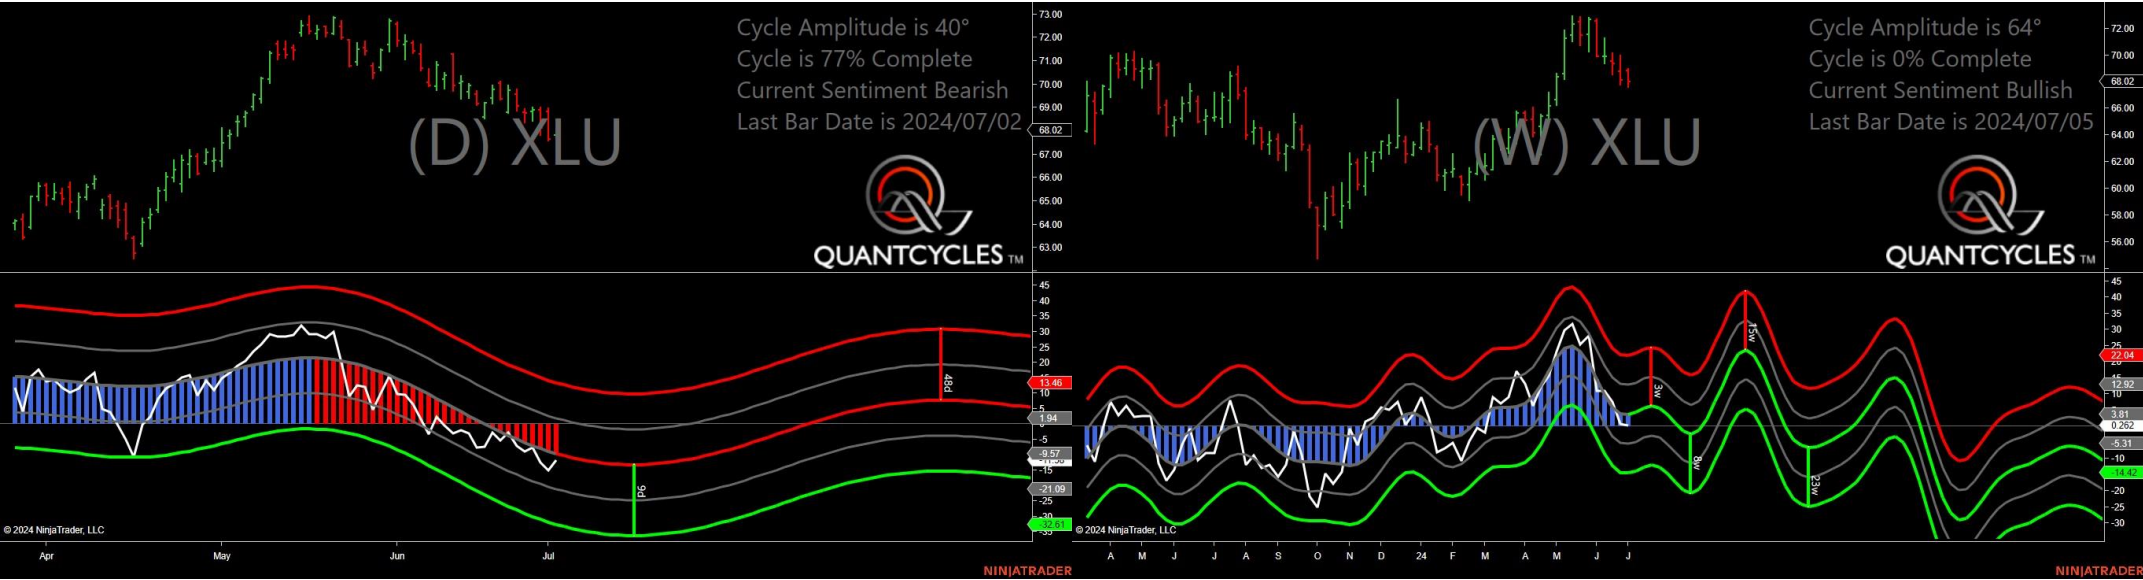 Cycle Amplitude is 40°
Cycle is 77% Complete
Current Sentiment Bearish
Last Bar Date is 2024/07/02
(D) XLU
QUANTCYCLES TM
73.00
72.00
71.00
70.00
69.00
68.02
67.00
66.00
65.00
64.00
63.00
45
40
35
30
25
20
13.46
10
5
1.94
-5
-9.57
-15
-21.09
-25
-30
-32.61
-35
48d
9d
© 2024 NinjaTrader, LLC
Apr May Jun Jul
NINJATRADER
Cycle Amplitude is 64°
Cycle is 0% Complete
Current Sentiment Bullish
Last Bar Date is 2024/07/05
(W) XLU
QUANTCYCLES TM
72.00
70.00
68.02
66.00
64.00
62.00
60.00
58.00
56.00
45
40
35
30
25
22.04
15
12.92
10
3.81
0.262
-5.31
-10
-14.42
-20
-25
-30
15w
3w
8w
23w
© 2024 NinjaTrader, LLC
A M J J A S O N D 24 F M A M J J
NINJATRADER